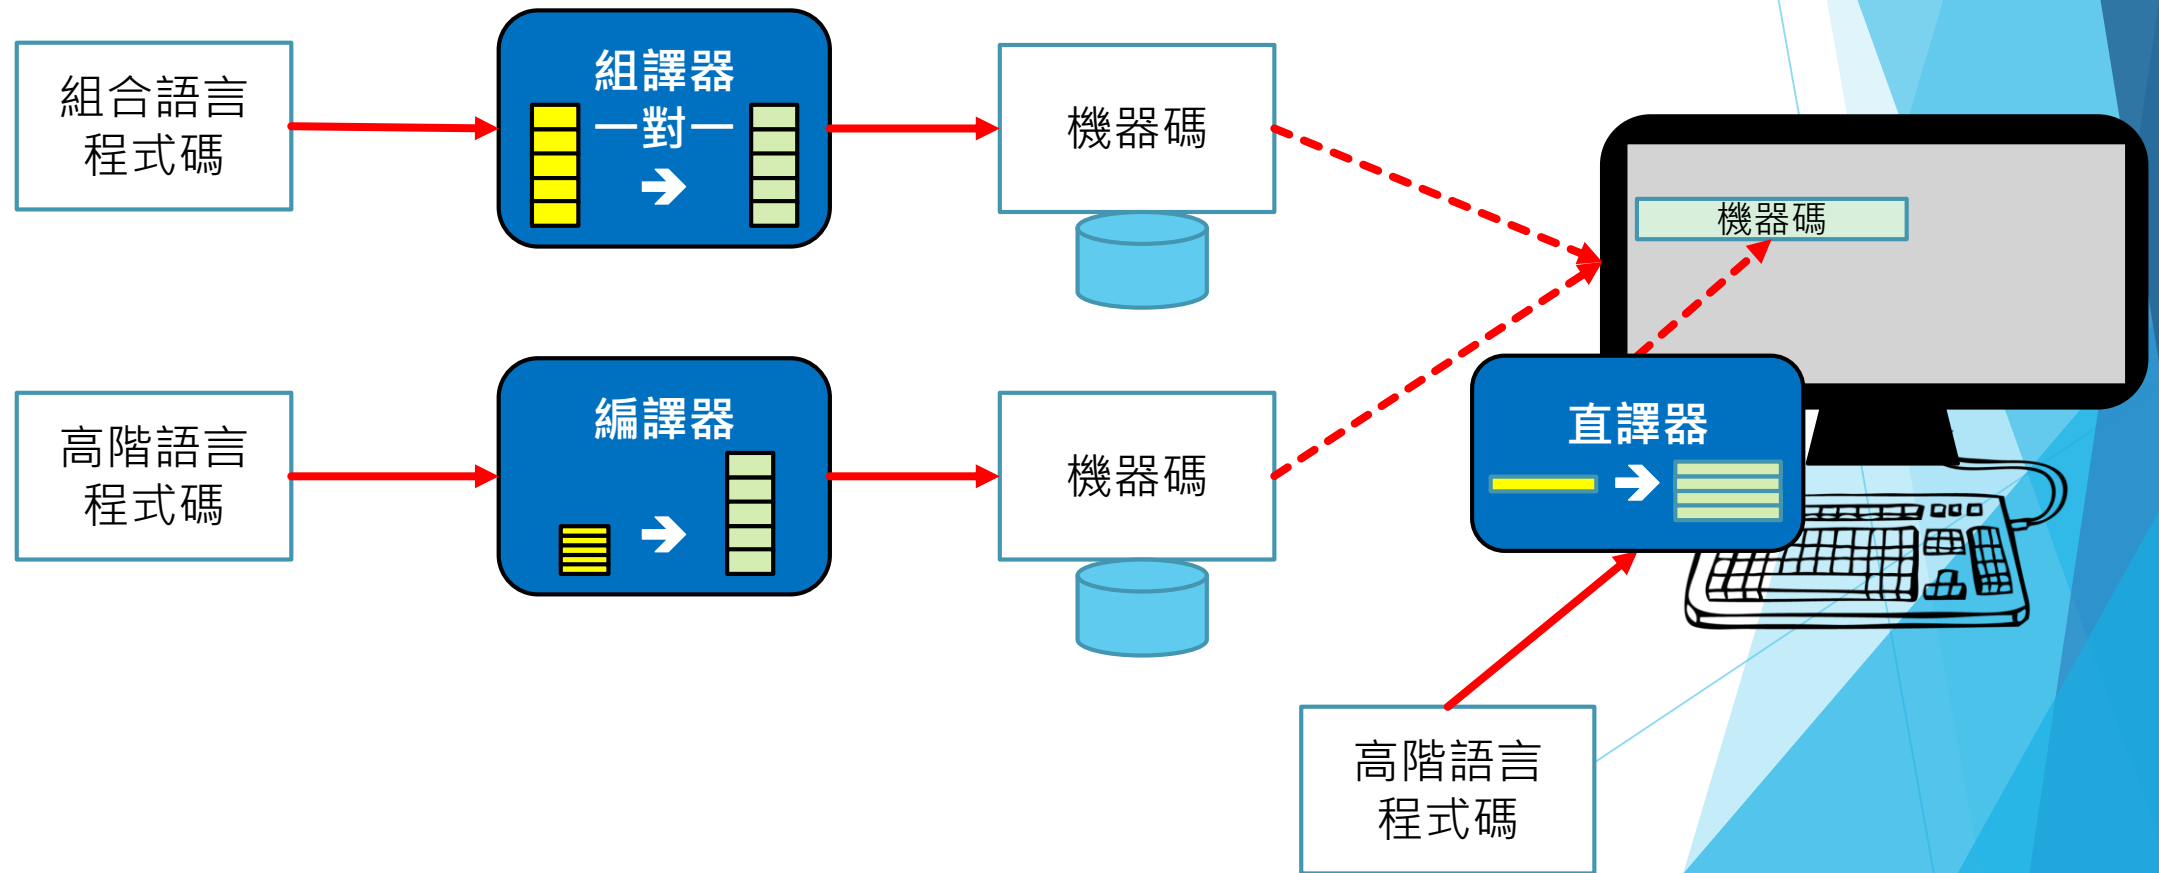 組合語言
程式碼
組譯器
一對一
機器碼
機器碼
高階語言
程式碼
編譯器
機器碼
直譯器
高階語言
程式碼